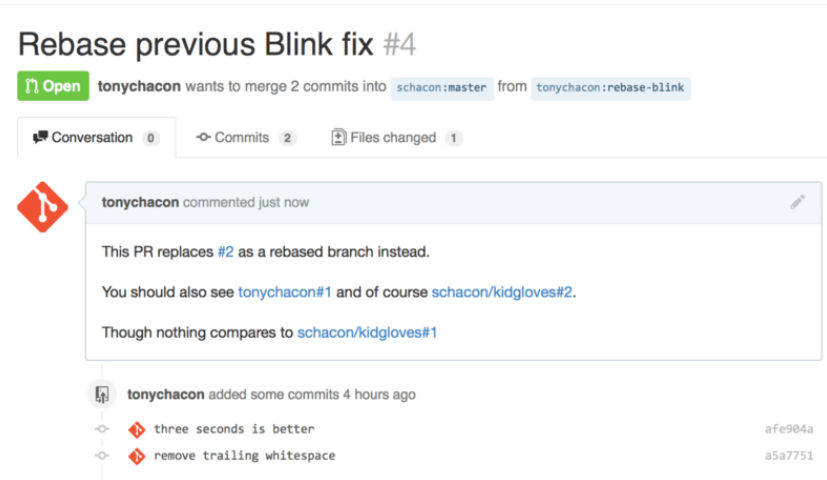 Rebase previous Blink fix #4
Open tonychacon wants to merge 2 commits into schacon:master from tonychacon:rebase-blink
Conversation 0 Commits 2 Files changed 1
tonychacon commented just now
This PR replaces #2 as a rebased branch instead.
You should also see tonychacon#1 and of course schacon/kidgloves#2.
Though nothing compares to schacon/kidgloves#1
tonychacon added some commits 4 hours ago
three seconds is better afe904a
remove trailing whitespace a5a7751